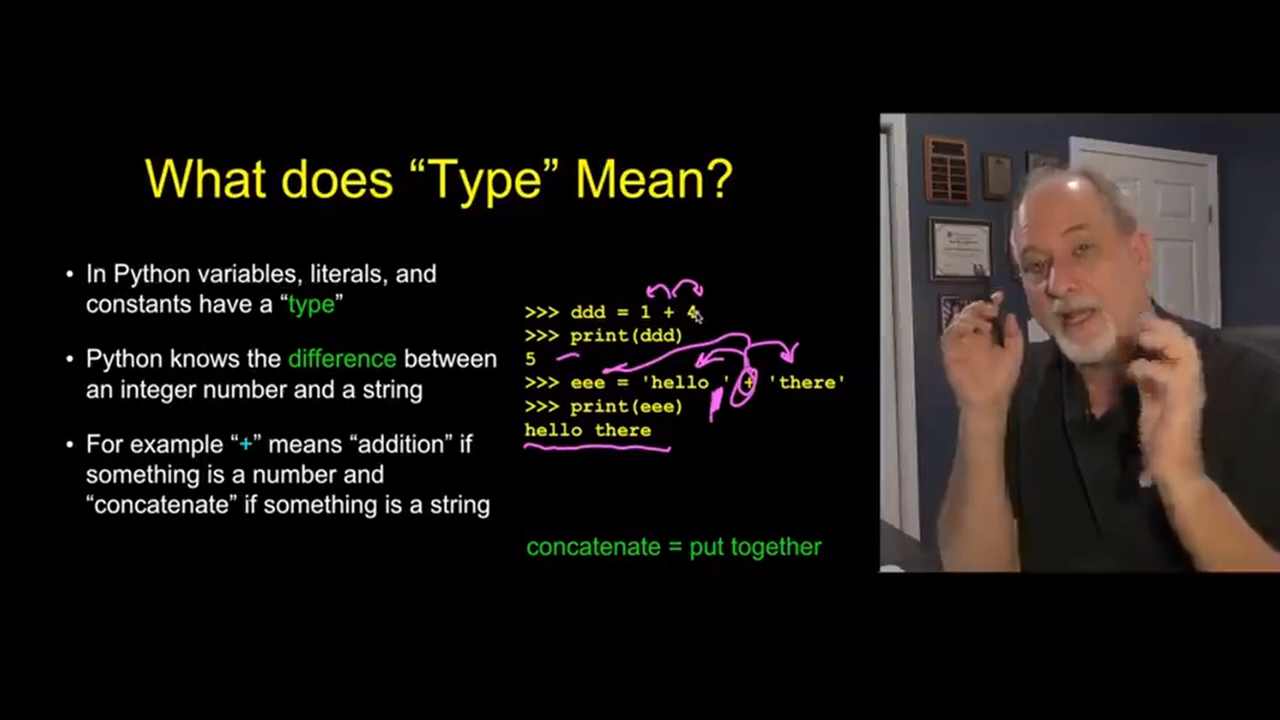 What does “Type” Mean?
• In Python variables, literals, and
constants have a “type”
• Python knows the difference between
an integer number and a string
• For example “+” means “addition” if
something is a number and
“concatenate” if something is a string
>>> ddd = 1 + 4
>>> print(ddd)
5
>>> eee = 'hello ' + 'there'
>>> print(eee)
hello there
concatenate = put together